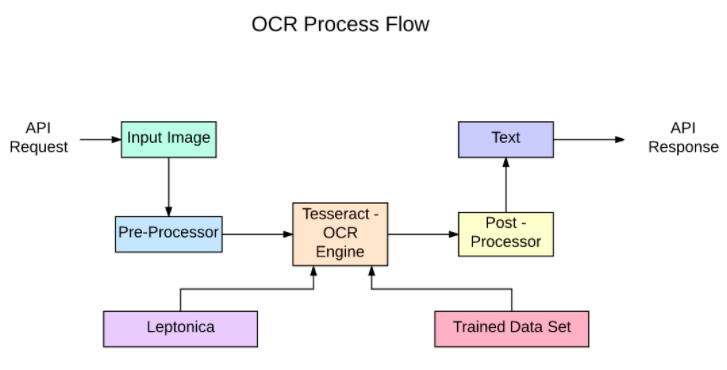 OCR Process Flow
API
Request
Input Image
Text
API
Response
Pre-Processor
Tesseract -
OCR
Engine
Post -
Processor
Leptonica
Trained Data Set